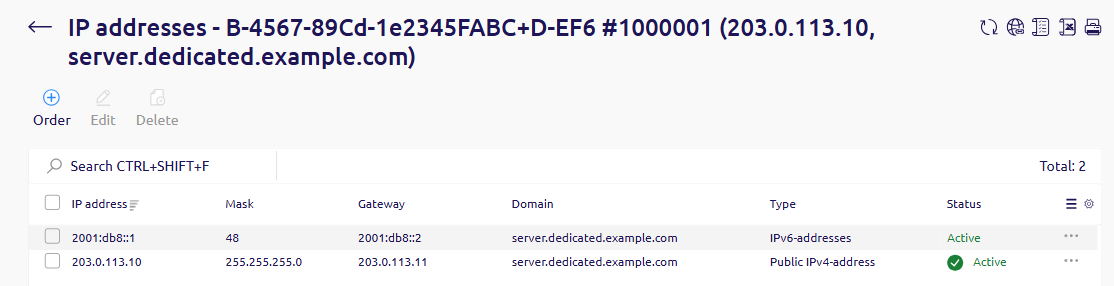 IP addresses - B-4567-89Cd-1e2345FABC+D-EF6 #1000001 (203.0.113.10,
server.dedicated.example.com)
Order Edit Delete
Search CTRL+SHIFT+F Total: 2
IP address Mask Gateway Domain Type Status
2001:db8::1 48 2001:db8::2 server.dedicated.example.com IPv6-addresses Active
203.0.113.10 255.255.255.0 203.0.113.11 server.dedicated.example.com Public IPv4-address Active